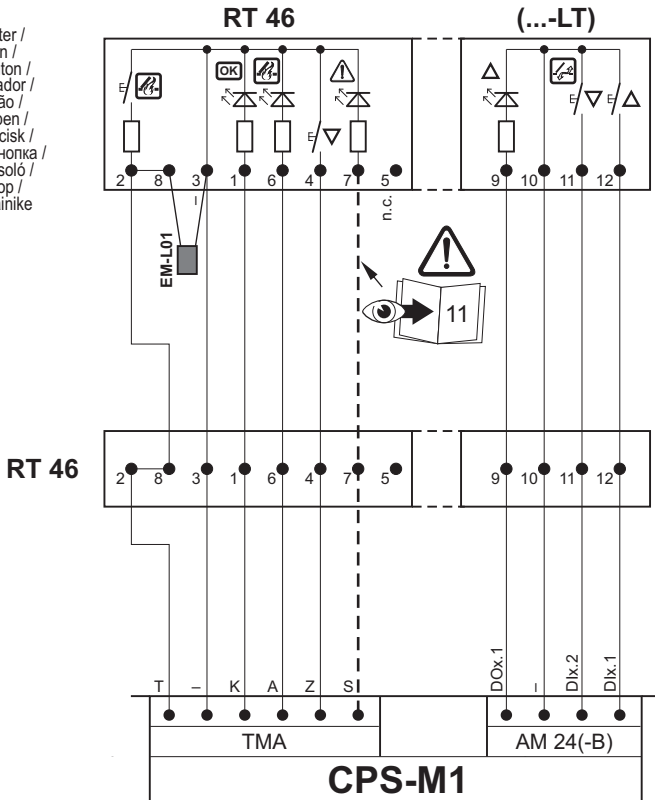 RT 46
(...-LT)
ter /
n /
ton /
ador /
ão /
pen /
cisk /
нопка /
soló /
op /
ainike
OK
2 8 3 1 6 4 7 5
9 10 11 12
–
n.c.
EM-L01
11
RT 46
2 8 3 1 6 4 7 5
9 10 11 12
T – K A Z S
DOx.1
–
DIx.2
DIx.1
TMA
AM 24(-B)
CPS-M1